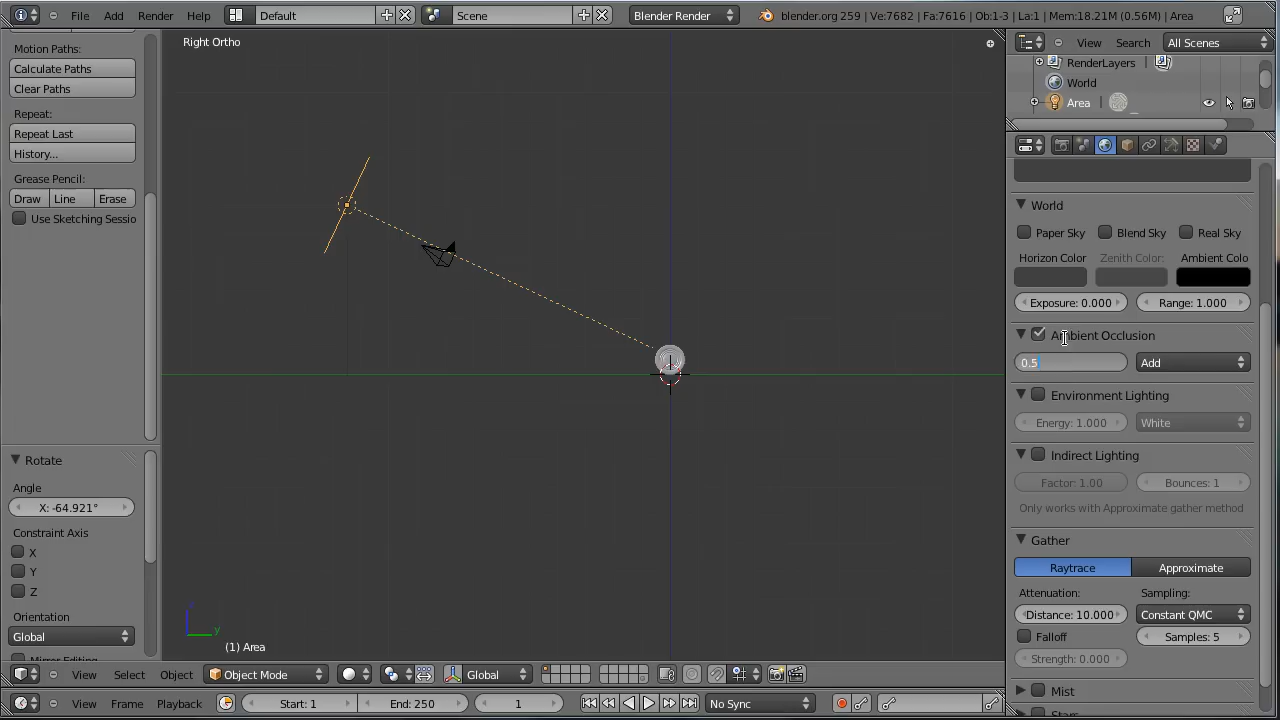 File Add Render Help Default Scene Blender Render blender.org 259 | Ve:7682 | Fa:7616 | Ob:1-3 | La:1 | Mem:18.21M (0.56M) | Area
Motion Paths:
Calculate Paths
Clear Paths
Repeat:
Repeat Last
History...
Grease Pencil:
Draw Line Erase
Use Sketching Sessio
Rotate
Angle
X: -64.921°
Constraint Axis
X
Y
Z
Orientation
Global
Right Ortho
y
(1) Area
View Select Object Object Mode Global
View Frame Playback Start: 1 End: 250 1 No Sync
View Search All Scenes
RenderLayers |
World
Area |
World
Paper Sky Blend Sky Real Sky
Horizon Color Zenith Color: Ambient Colo
Exposure: 0.000 Range: 1.000
Ambient Occlusion
0.5 Add
Environment Lighting
Energy: 1.000 White
Indirect Lighting
Factor: 1.00 Bounces: 1
Only works with Approximate gather method
Gather
Raytrace Approximate
Attenuation: Sampling:
Distance: 10.000 Constant QMC
Falloff Samples: 5
Strength: 0.000
Mist